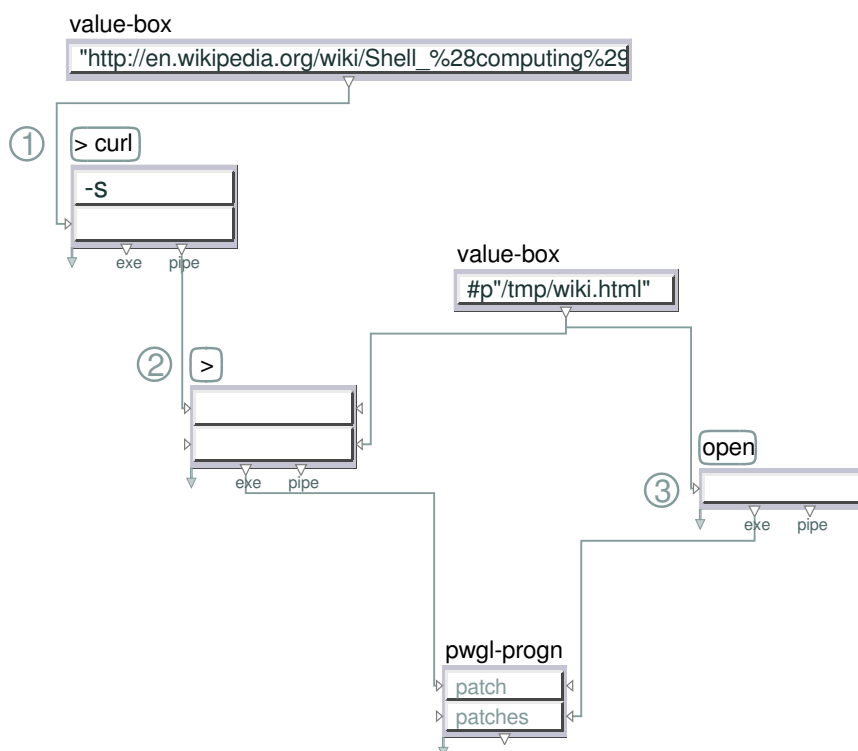 value-box
"http://en.wikipedia.org/wiki/Shell_%28computing%29
1
> curl
-s
exe pipe
value-box
#p"/tmp/wiki.html"
2
>
exe pipe
open
3
exe pipe
pwgl-progn
patch
patches